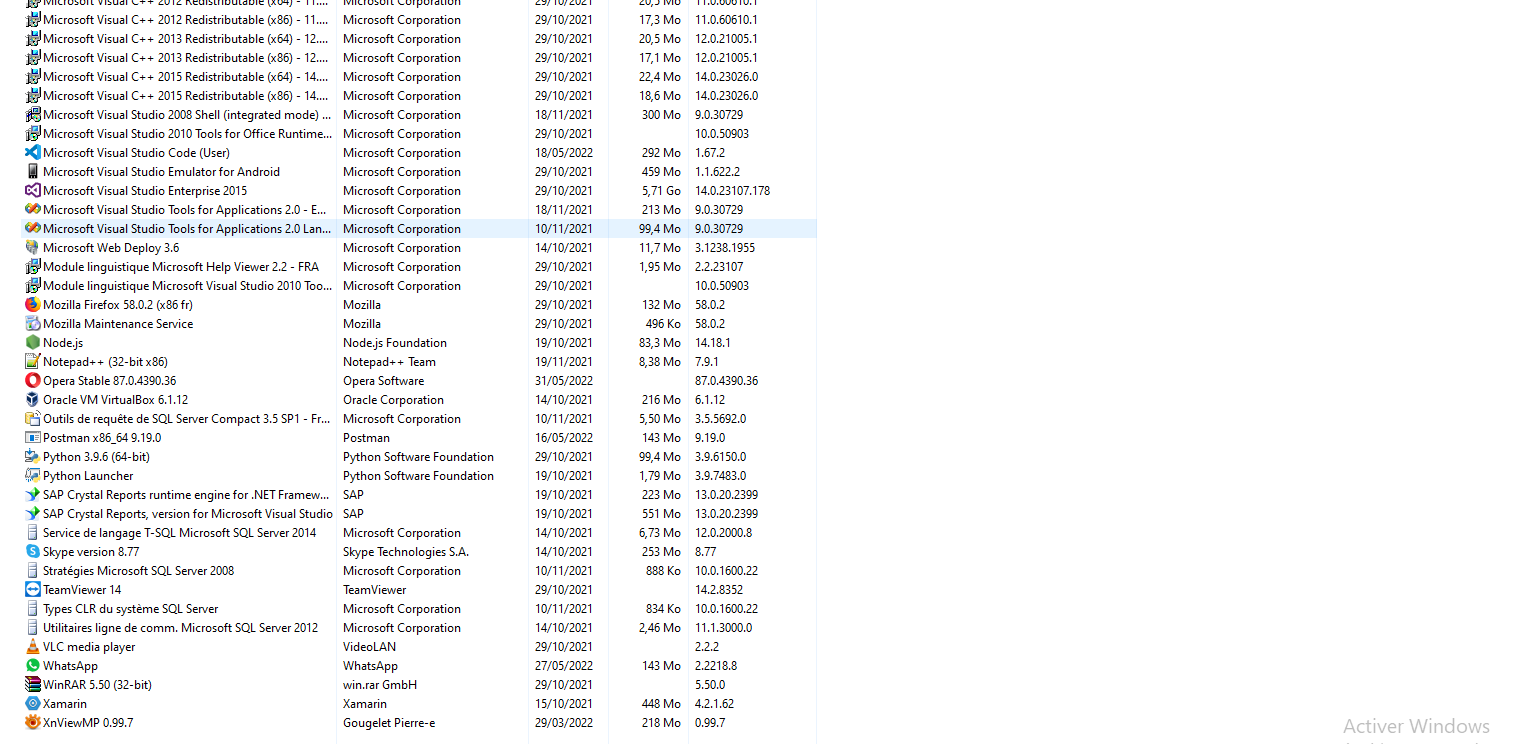 Microsoft Visual C++ 2012 Redistributable (x64) - 11.... Microsoft Corporation 29/10/2021 20,5 Mo 11.0.60610.1
Microsoft Visual C++ 2012 Redistributable (x86) - 11.... Microsoft Corporation 29/10/2021 17,3 Mo 11.0.60610.1
Microsoft Visual C++ 2013 Redistributable (x64) - 12.... Microsoft Corporation 29/10/2021 20,5 Mo 12.0.21005.1
Microsoft Visual C++ 2013 Redistributable (x86) - 12.... Microsoft Corporation 29/10/2021 17,1 Mo 12.0.21005.1
Microsoft Visual C++ 2015 Redistributable (x64) - 14.... Microsoft Corporation 29/10/2021 22,4 Mo 14.0.23026.0
Microsoft Visual C++ 2015 Redistributable (x86) - 14.... Microsoft Corporation 29/10/2021 18,6 Mo 14.0.23026.0
Microsoft Visual Studio 2008 Shell (integrated mode) ... Microsoft Corporation 18/11/2021 300 Mo 9.0.30729
Microsoft Visual Studio 2010 Tools for Office Runtime... Microsoft Corporation 29/10/2021 10.0.50903
Microsoft Visual Studio Code (User) Microsoft Corporation 18/05/2022 292 Mo 1.67.2
Microsoft Visual Studio Emulator for Android Microsoft Corporation 29/10/2021 459 Mo 1.1.622.2
Microsoft Visual Studio Enterprise 2015 Microsoft Corporation 29/10/2021 5,71 Go 14.0.23107.178
Microsoft Visual Studio Tools for Applications 2.0 - E... Microsoft Corporation 18/11/2021 213 Mo 9.0.30729
Microsoft Visual Studio Tools for Applications 2.0 Lan... Microsoft Corporation 10/11/2021 99,4 Mo 9.0.30729
Microsoft Web Deploy 3.6 Microsoft Corporation 14/10/2021 11,7 Mo 3.1238.1955
Module linguistique Microsoft Help Viewer 2.2 - FRA Microsoft Corporation 29/10/2021 1,95 Mo 2.2.23107
Module linguistique Microsoft Visual Studio 2010 Too... Microsoft Corporation 29/10/2021 10.0.50903
Mozilla Firefox 58.0.2 (x86 fr) Mozilla 29/10/2021 132 Mo 58.0.2
Mozilla Maintenance Service Mozilla 29/10/2021 496 Ko 58.0.2
Node.js Node.js Foundation 19/10/2021 83,3 Mo 14.18.1
Notepad++ (32-bit x86) Notepad++ Team 19/11/2021 8,38 Mo 7.9.1
Opera Stable 87.0.4390.36 Opera Software 31/05/2022 87.0.4390.36
Oracle VM VirtualBox 6.1.12 Oracle Corporation 14/10/2021 216 Mo 6.1.12
Outils de requête de SQL Server Compact 3.5 SP1 - Fr... Microsoft Corporation 10/11/2021 5,50 Mo 3.5.5692.0
Postman x86_64 9.19.0 Postman 16/05/2022 143 Mo 9.19.0
Python 3.9.6 (64-bit) Python Software Foundation 29/10/2021 99,4 Mo 3.9.6150.0
Python Launcher Python Software Foundation 19/10/2021 1,79 Mo 3.9.7483.0
SAP Crystal Reports runtime engine for .NET Framew... SAP 19/10/2021 223 Mo 13.0.20.2399
SAP Crystal Reports, version for Microsoft Visual Studio SAP 19/10/2021 551 Mo 13.0.20.2399
Service de langage T-SQL Microsoft SQL Server 2014 Microsoft Corporation 14/10/2021 6,73 Mo 12.0.2000.8
Skype version 8.77 Skype Technologies S.A. 14/10/2021 253 Mo 8.77
Stratégies Microsoft SQL Server 2008 Microsoft Corporation 10/11/2021 888 Ko 10.0.1600.22
TeamViewer 14 TeamViewer 29/10/2021 14.2.8352
Types CLR du système SQL Server Microsoft Corporation 10/11/2021 834 Ko 10.0.1600.22
Utilitaires ligne de comm. Microsoft SQL Server 2012 Microsoft Corporation 14/10/2021 2,46 Mo 11.1.3000.0
VLC media player VideoLAN 29/10/2021 2.2.2
WhatsApp WhatsApp 27/05/2022 143 Mo 2.2218.8
WinRAR 5.50 (32-bit) win.rar GmbH 29/10/2021 5.50.0
Xamarin Xamarin 15/10/2021 448 Mo 4.2.1.62
XnViewMP 0.99.7 Gougelet Pierre-e 29/03/2022 218 Mo 0.99.7
Activer Windows